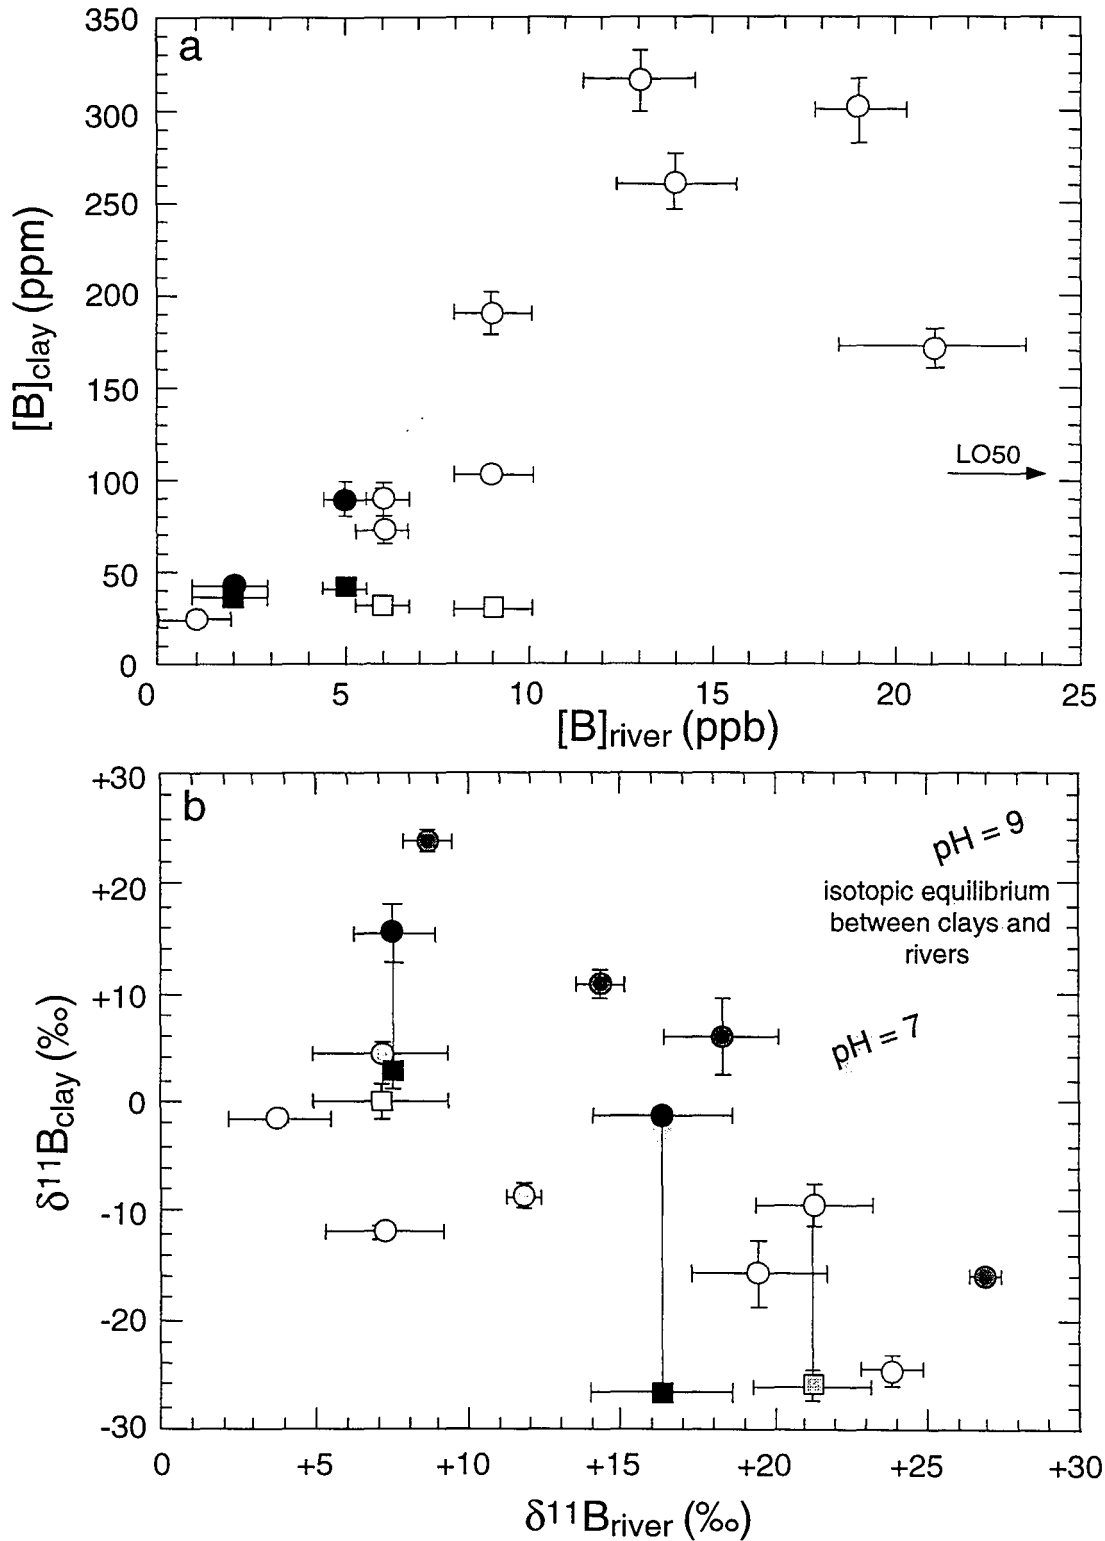 a
350
300
250
200
150
100
50
0
[B]clay (ppm)
LO50
0 5 10 15 20 25
[B]river (ppb)
b
+30
+20
+10
0
-10
-20
-30
δ11Bclay (‰)
pH = 9
isotopic equilibrium
between clays and
rivers
pH = 7
0 +5 +10 +15 +20 +25 +30
δ11Briver (‰)